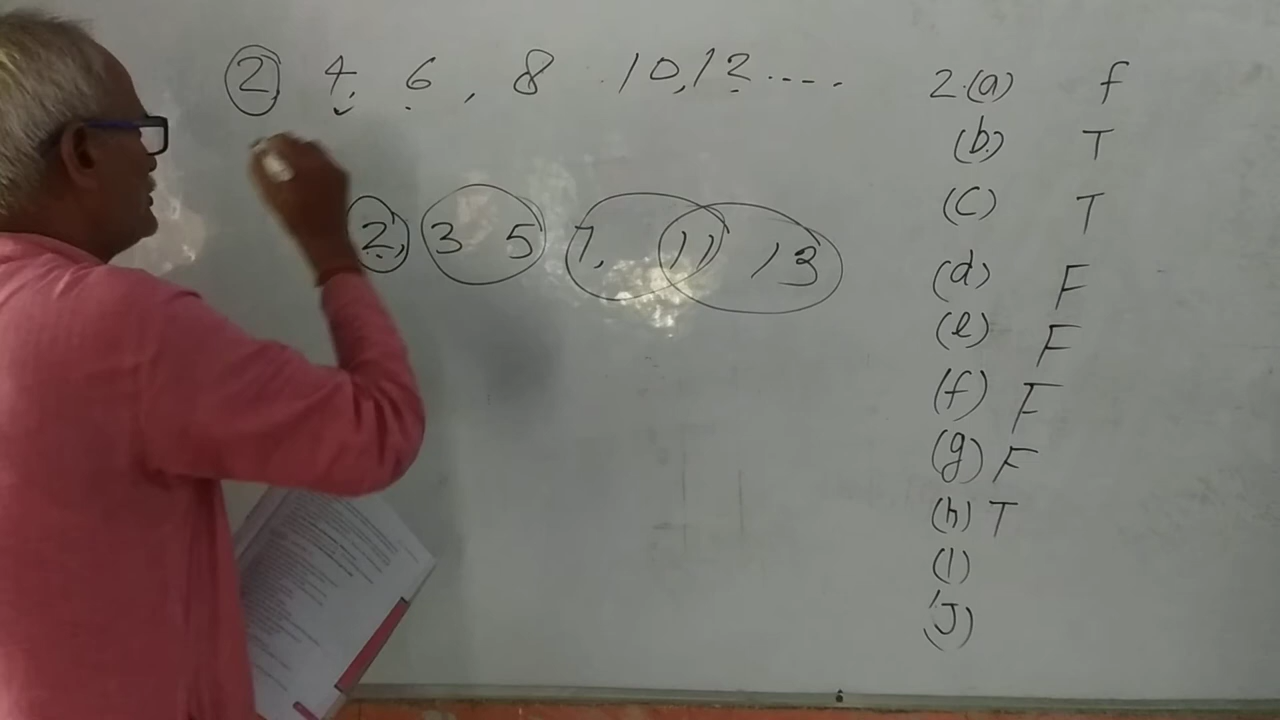 2, 4, 6, 8 10, 12 ....
2, 3 5 7, 11 13
2.(a) f
(b) T
(c) T
(d) F
(e) F
(f) F
(g) F
(h) T
(I)
(J)